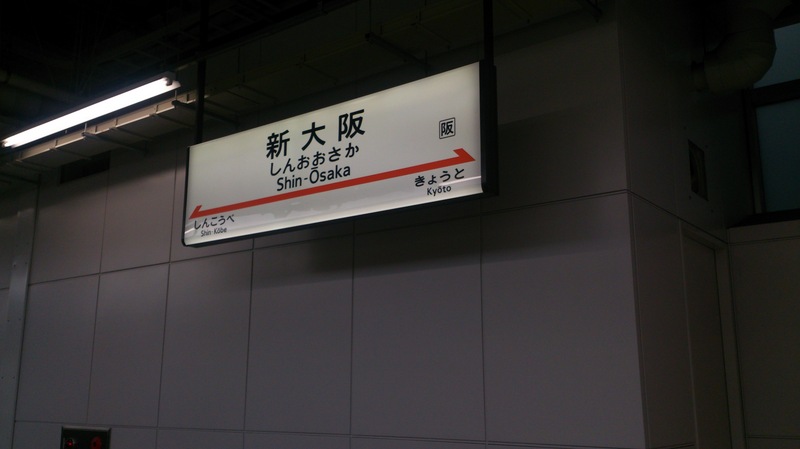 新大阪
しんおおさか
Shin-Ōsaka
阪
しんこうべ
Shin-Kōbe
きょうと
Kyōto